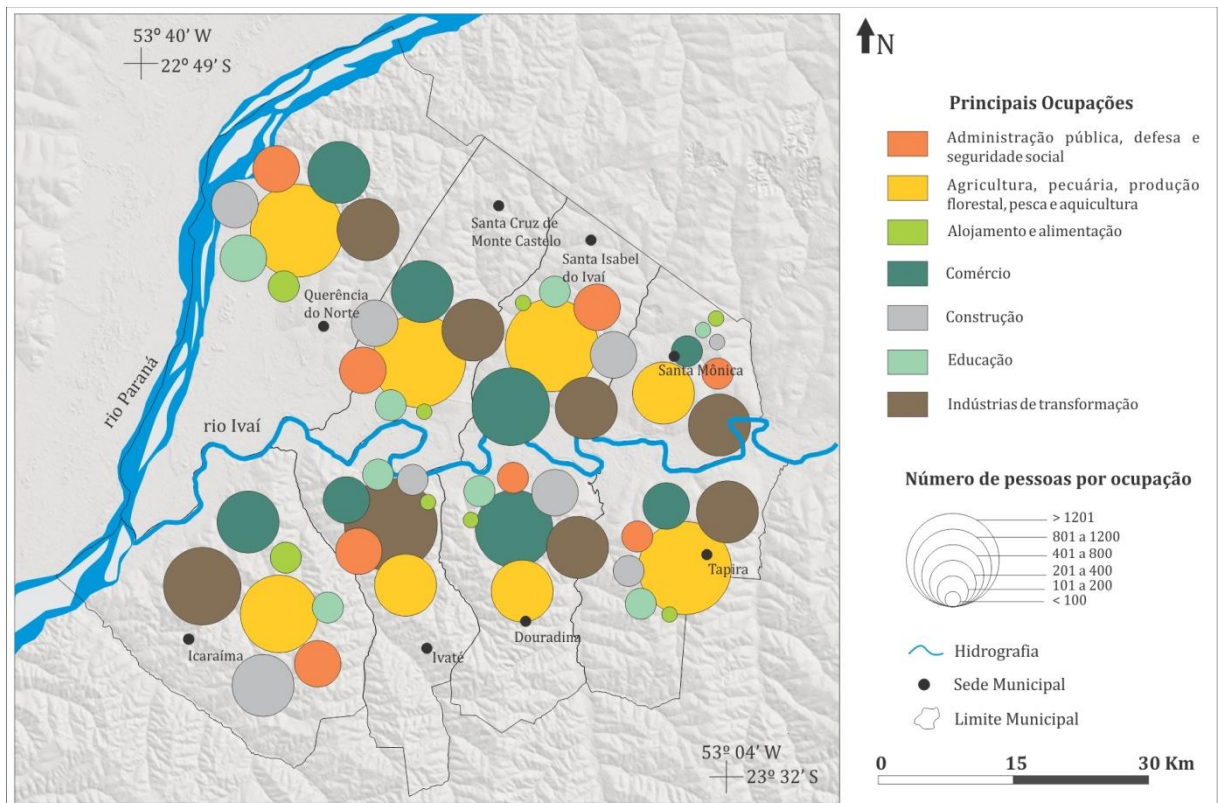 53º 40' W
22º 49' S
N
Principais Ocupações
Administração pública, defesa e
seguridade social
Agricultura, pecuária, produção
florestal, pesca e aquicultura
Alojamento e alimentação
Comércio
Construção
Educação
Indústrias de transformação
Número de pessoas por ocupação
> 1201
801 a 1200
401 a 800
201 a 400
101 a 200
< 100
Hidrografia
Sede Municipal
Limite Municipal
0 15 30 Km
Santa Cruz de
Monte Castelo
Santa Isabel
do Ivaí
Querência
do Norte
Santa Mônica
rio Paraná
rio Ivaí
Tapira
Icaraíma
Ivaté
Douradina
53º 04' W
23º 32' S